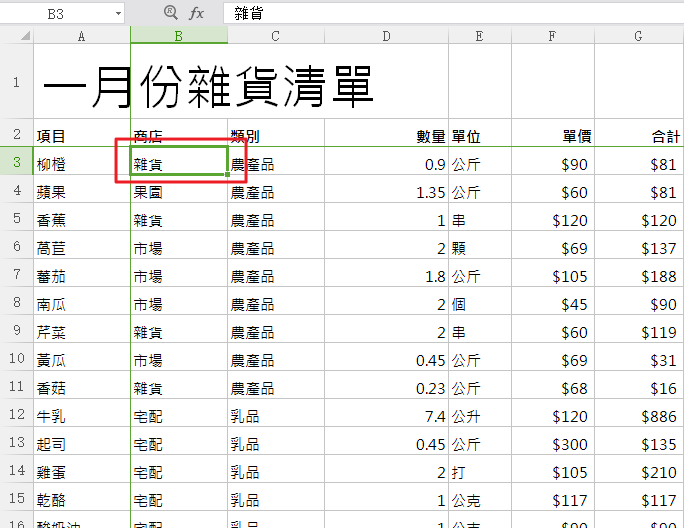 B3 fx 雜貨
A B C D E F G
1 一月份雜貨清單
2 項目 商店 類別 數量 單位 單價 合計
3 柳橙 雜貨 農產品 0.9 公斤 $90 $81
4 蘋果 果園 農產品 1.35 公斤 $60 $81
5 香蕉 雜貨 農產品 1 串 $120 $120
6 萵苣 市場 農產品 2 顆 $69 $137
7 蕃茄 市場 農產品 1.8 公斤 $105 $188
8 南瓜 市場 農產品 2 個 $45 $90
9 芹菜 雜貨 農產品 2 串 $60 $119
10 黃瓜 市場 農產品 0.45 公斤 $69 $31
11 香菇 雜貨 農產品 0.23 公斤 $68 $16
12 牛乳 宅配 乳品 7.4 公升 $120 $886
13 起司 宅配 乳品 0.45 公斤 $300 $135
14 雞蛋 宅配 乳品 2 打 $105 $210
15 乾酪 宅配 乳品 1 公克 $117 $117
16 酸奶油 宅配 乳品 1 公克 $90 $90